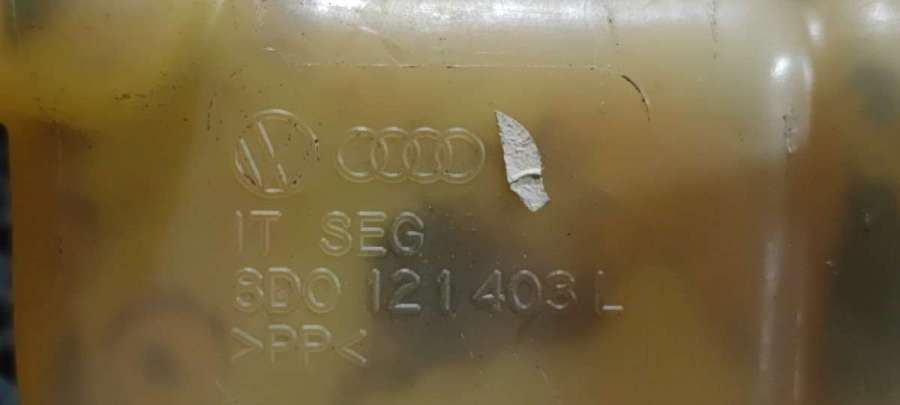 IT SEG
8D0 121 403 L
>PP<